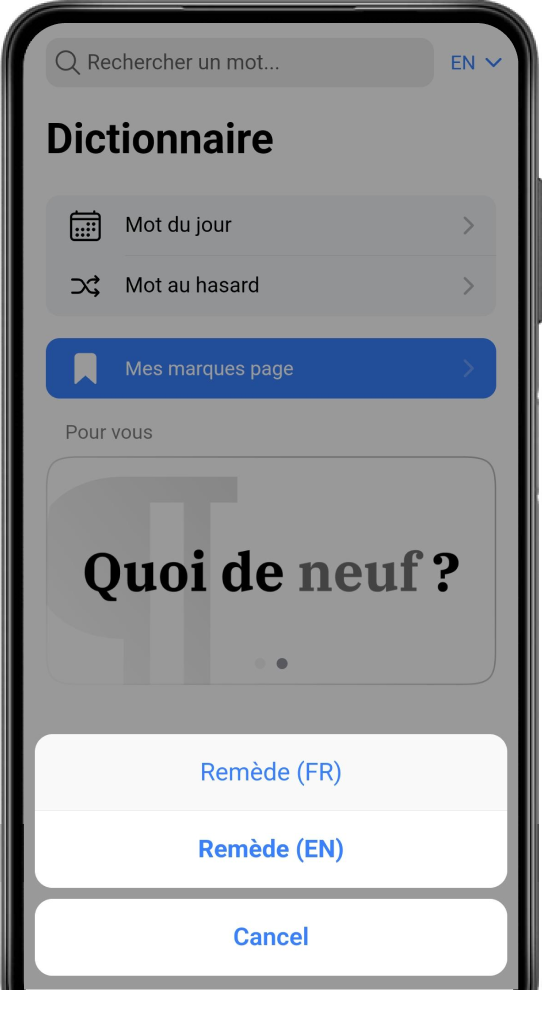 Rechercher un mot...
EN
Dictionnaire
Mot du jour
Mot au hasard
Mes marques page
Pour vous
¶
Quoi de neuf ?
Remède (FR)
Remède (EN)
Cancel